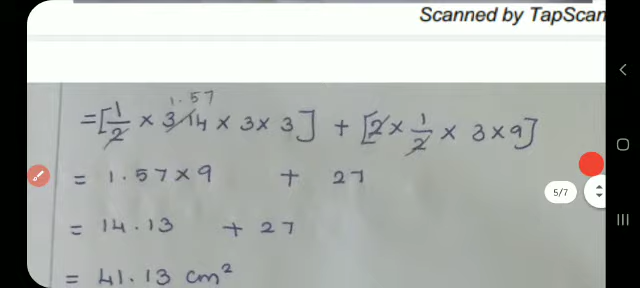 Scanned by TapScan
=[1/2 × 3.14 × 3 × 3] + [2 × 1/2 × 3 × 9]
1.57
= 1.57 × 9 + 27
= 14.13 + 27
= 41.13 cm²
5/7